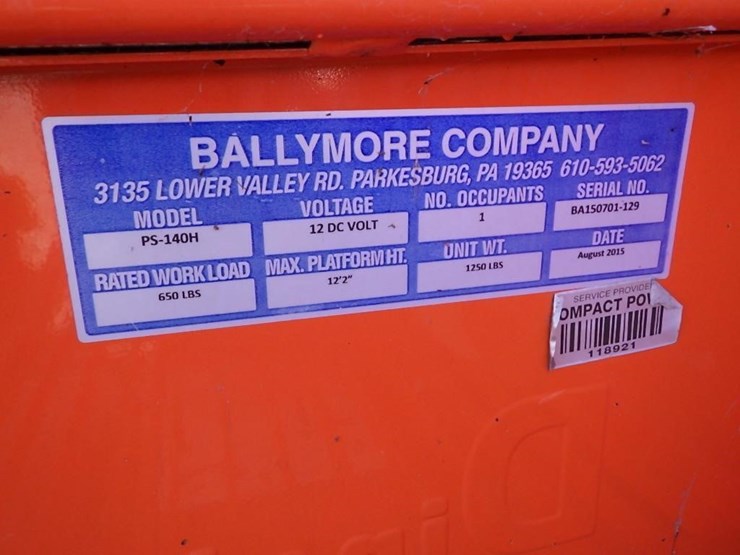 BALLYMORE COMPANY
3135 LOWER VALLEY RD. PARKESBURG, PA 19365 610-593-5062
MODEL VOLTAGE NO. OCCUPANTS SERIAL NO.
PS-140H 12 DC VOLT 1 BA150701-129
RATED WORK LOAD MAX. PLATFORM HT. UNIT WT. DATE
650 LBS 12'2" 1250 LBS August 2015
SERVICE PROVIDE
OMPACT POW
118921